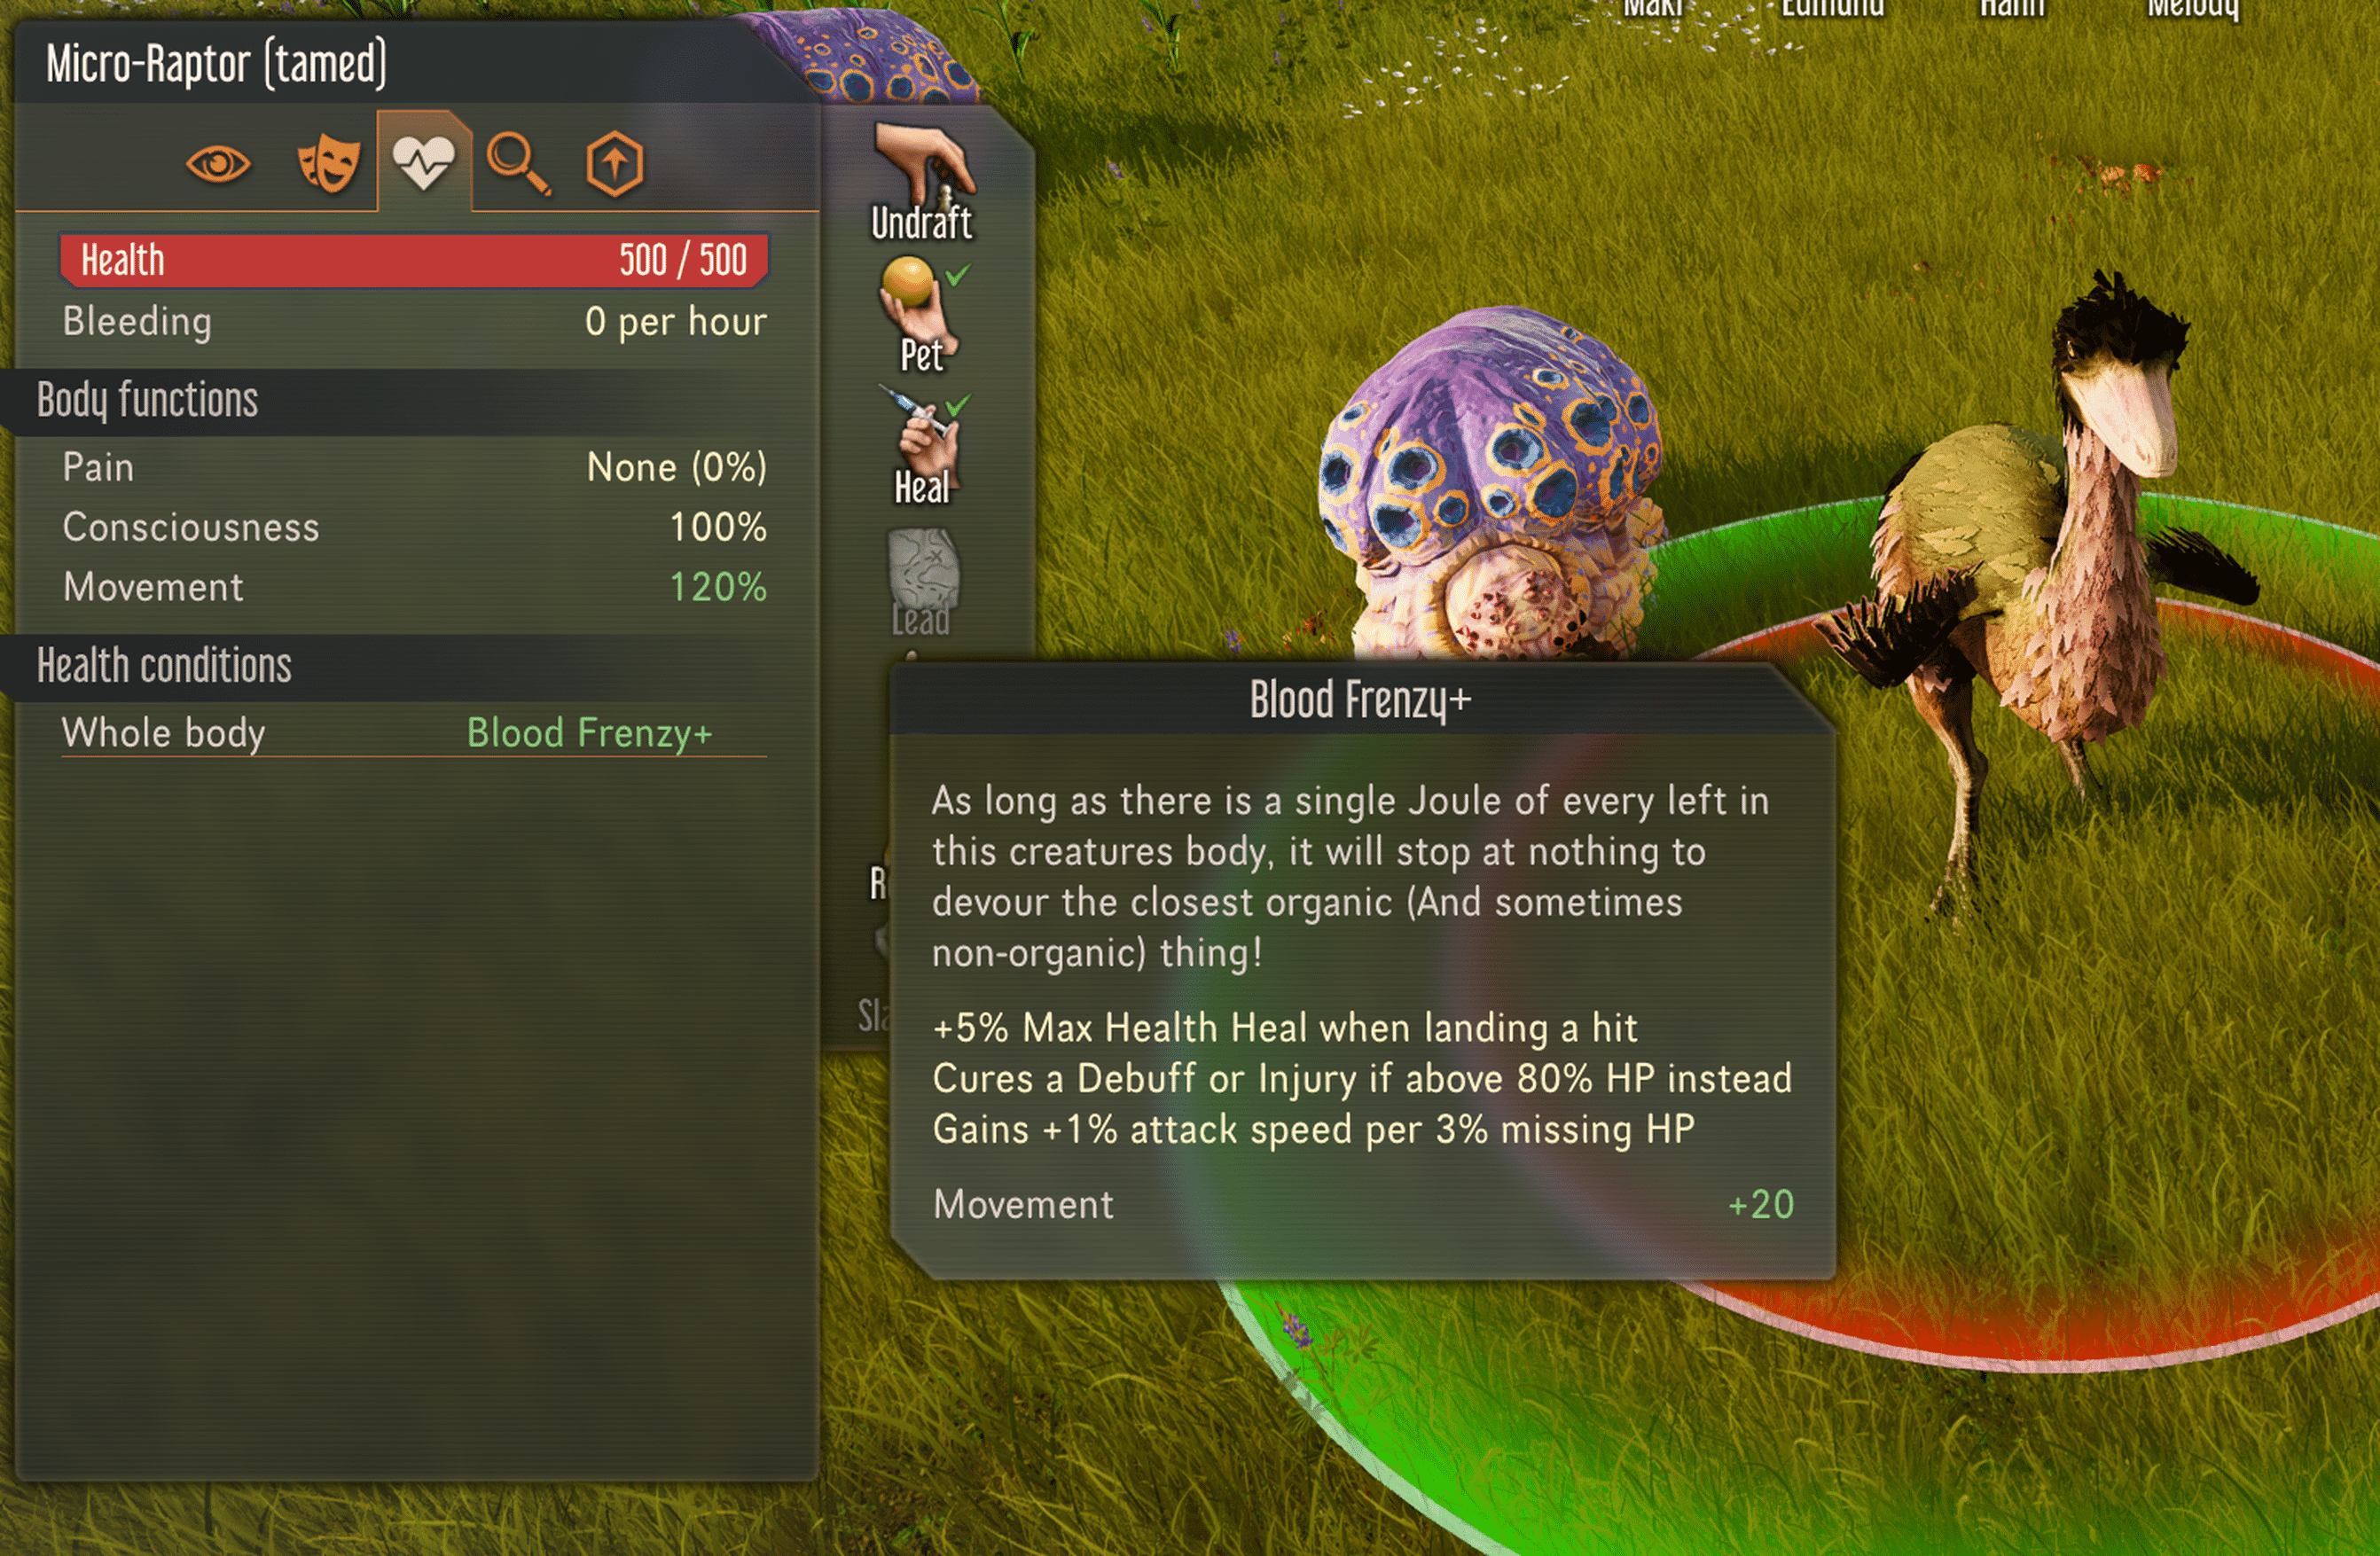 Edmund
Melody
Micro-Raptor (tamed)
Undraft
Health 500 / 500
Bleeding 0 per hour
Pet
Body functions
Pain None (0%)
Heal
Consciousness 100%
Movement 120%
Lead
Health conditions
Whole body Blood Frenzy+
Blood Frenzy+
As long as there is a single Joule of every left in
this creatures body, it will stop at nothing to
devour the closest organic (And sometimes
non-organic) thing!
+5% Max Health Heal when landing a hit
Cures a Debuff or Injury if above 80% HP instead
Gains +1% attack speed per 3% missing HP
Movement +20